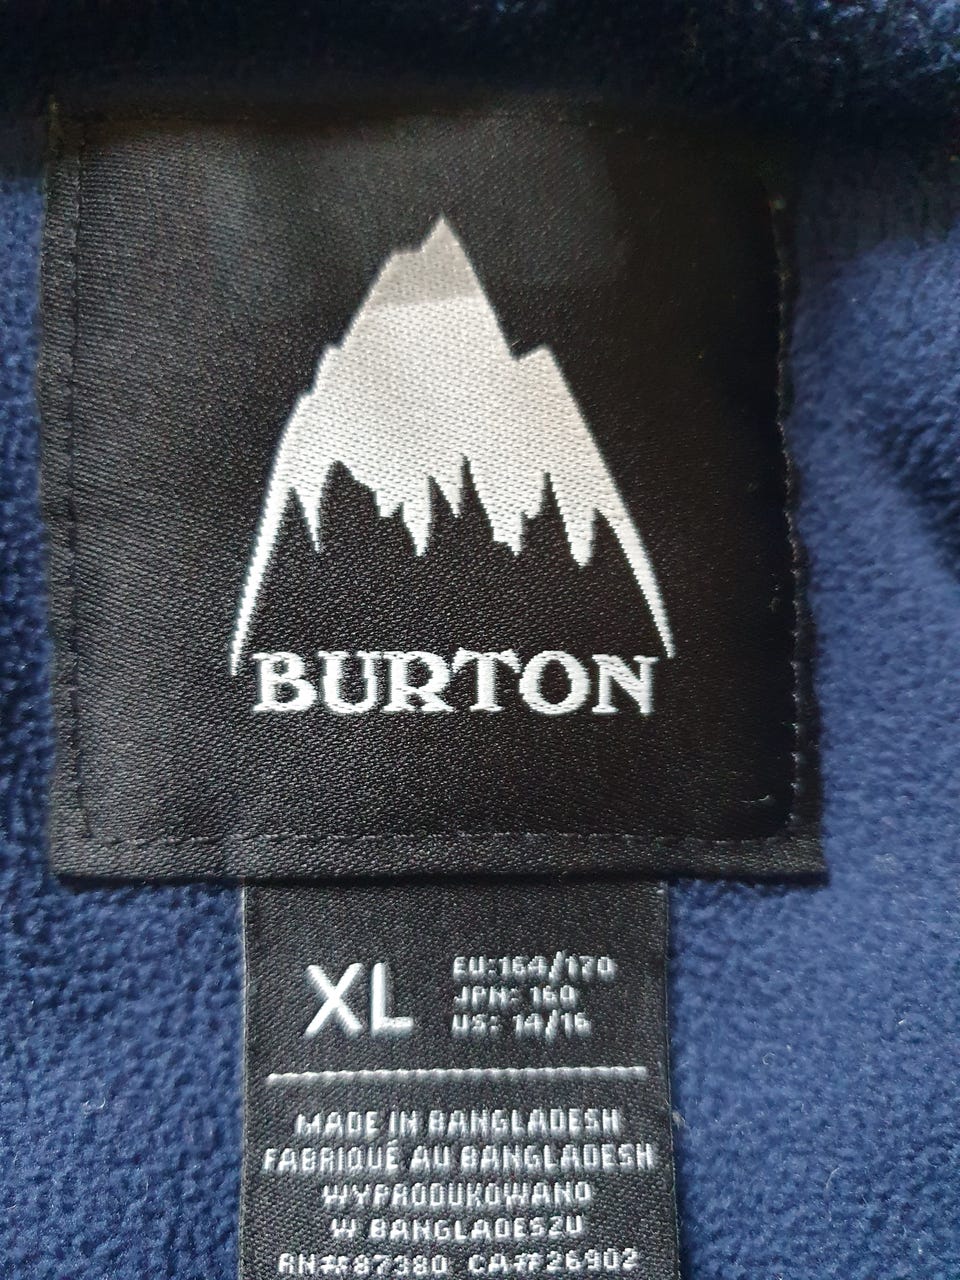 BURTON
XL
EU:164/170
JPN: 160
US: 14/16
MADE IN BANGLADESH
FABRIQUÉ AU BANGLADESH
WYPRODUKOWANO
W BANGLADESZU
RN#87380 CA#26902